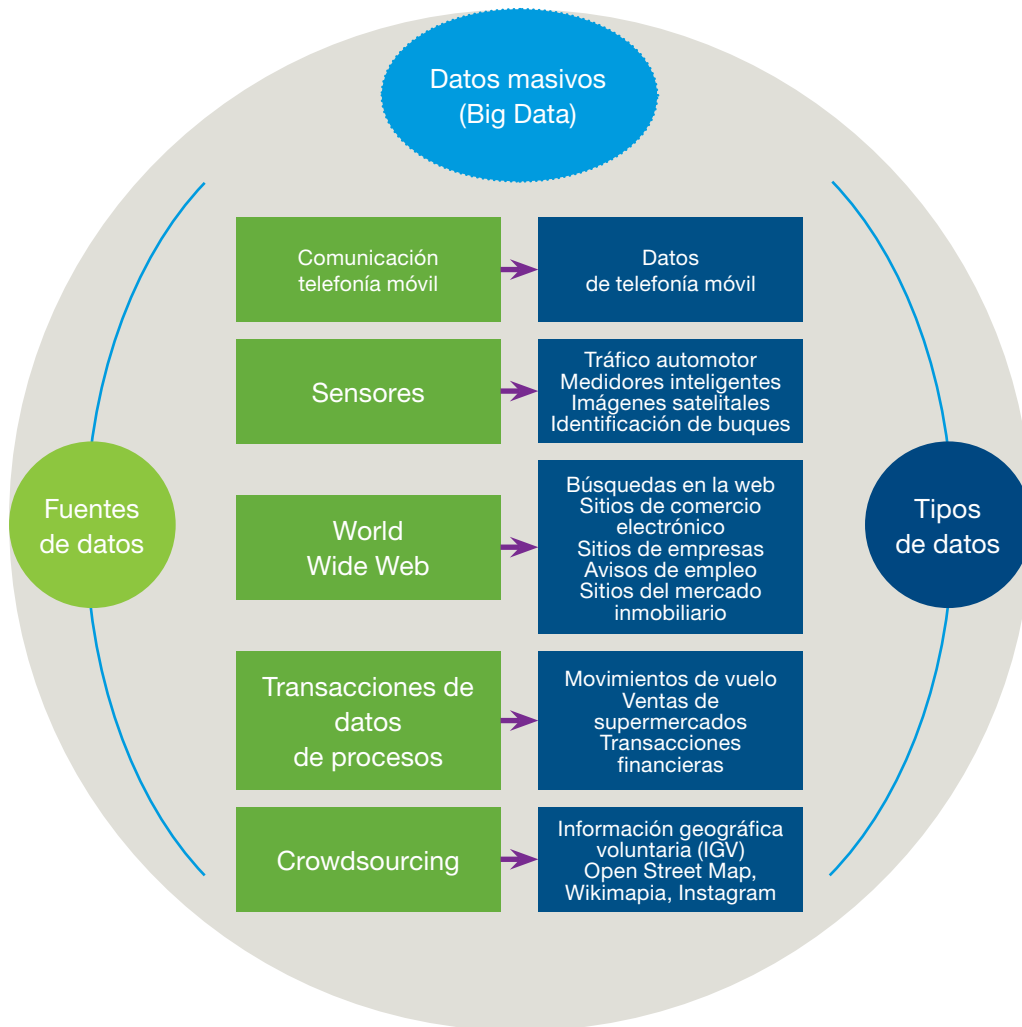 Datos masivos
(Big Data)
Comunicación
telefonía móvil
Datos
de telefonía móvil
Sensores
Tráfico automotor
Medidores inteligentes
Imágenes satelitales
Identificación de buques
Fuentes
de datos
World
Wide Web
Búsquedas en la web
Sitios de comercio
electrónico
Sitios de empresas
Avisos de empleo
Sitios del mercado
inmobiliario
Tipos
de datos
Transacciones de
datos
de procesos
Movimientos de vuelo
Ventas de
supermercados
Transacciones
financieras
Crowdsourcing
Información geográfica
voluntaria (IGV)
Open Street Map,
Wikimapia, Instagram